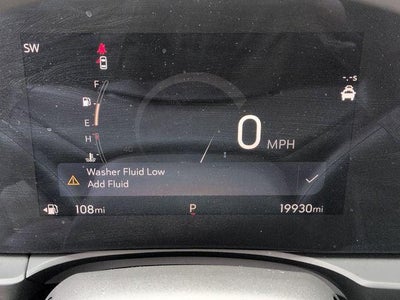 SW
F
-.-s
E
0 MPH
H
Washer Fluid Low
Add Fluid
108mi P 19930mi